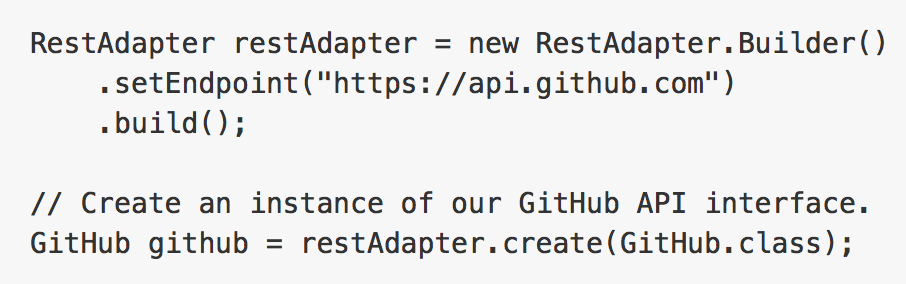 RestAdapter restAdapter = new RestAdapter.Builder()
    .setEndpoint("https://api.github.com")
    .build();

// Create an instance of our GitHub API interface.
GitHub github = restAdapter.create(GitHub.class);